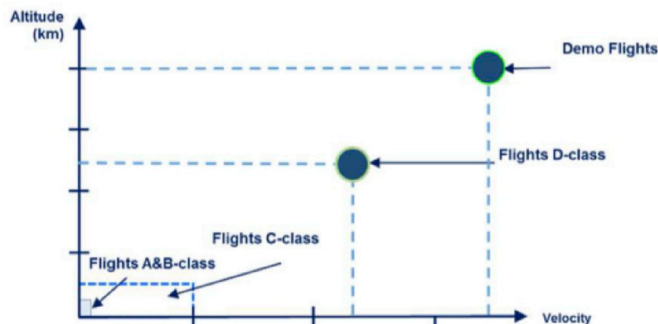 Altitude
(km)
Demo Flights
Flights D-class
Flights C-class
Flights A&B-class
Velocity